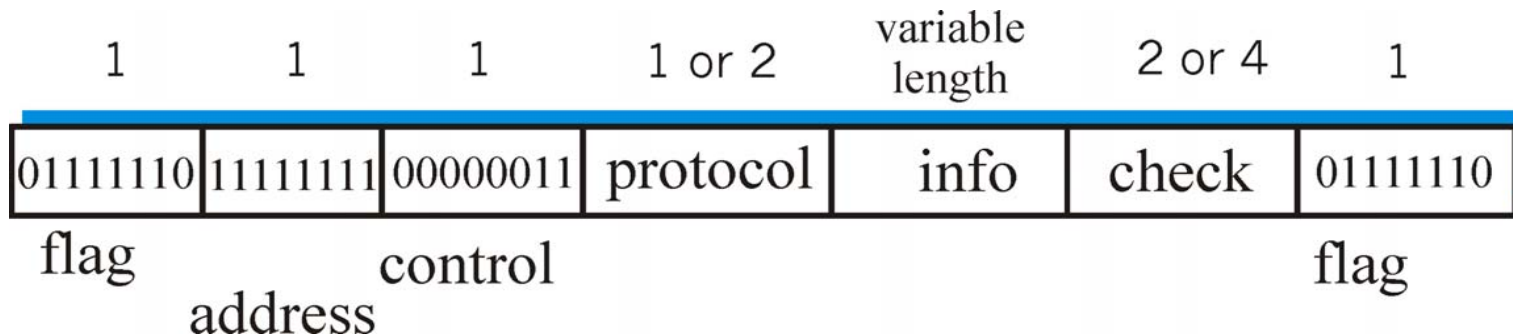 1 1 1 1 or 2 variable length 2 or 4 1
01111110 11111111 00000011 protocol info check 01111110
flag control flag
address